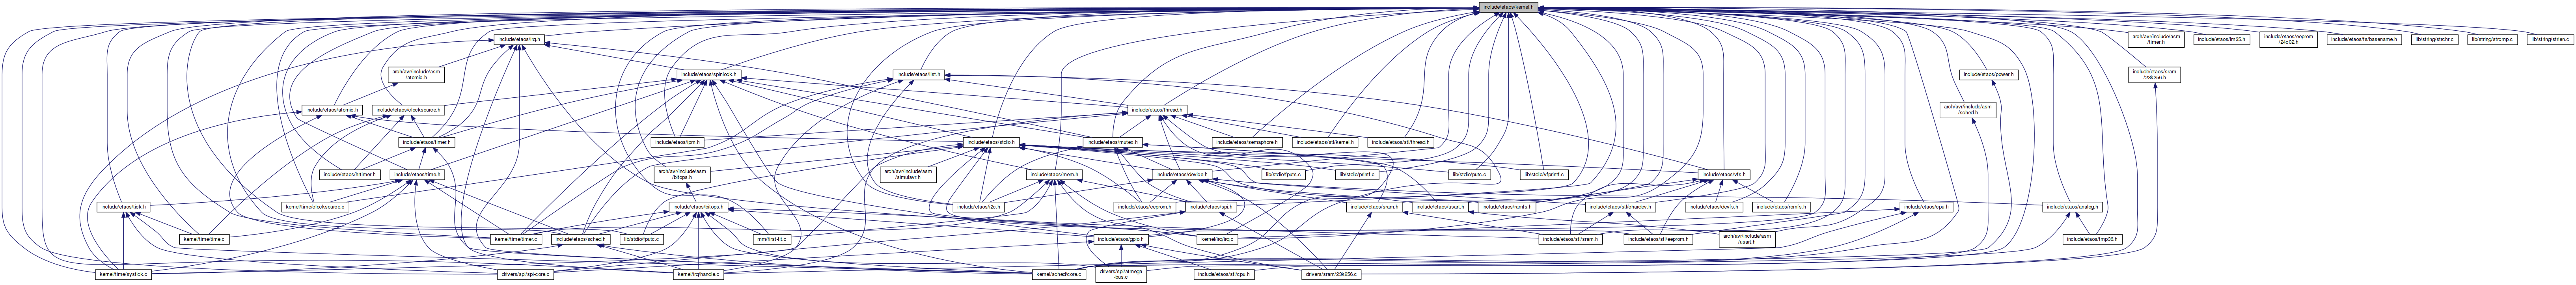 include/etaos/kernel.h
include/etaos/irq.h
arch/avr/include/asm
/timer.h
include/etaos/lm35.h
include/etaos/eeprom
/24c02.h
include/etaos/fs/basename.h
lib/string/strchr.c
lib/string/strcmp.c
lib/string/strlen.c
arch/avr/include/asm
/atomic.h
include/etaos/spinlock.h
include/etaos/list.h
include/etaos/power.h
include/etaos/sram
/23k256.h
include/etaos/atomic.h
include/etaos/clocksource.h
include/etaos/thread.h
arch/avr/include/asm
/sched.h
include/etaos/timer.h
include/etaos/ipm.h
include/etaos/stdio.h
include/etaos/mutex.h
include/etaos/semaphore.h
include/etaos/stl/kernel.h
include/etaos/stl/thread.h
include/etaos/hrtimer.h
include/etaos/time.h
arch/avr/include/asm
/bitops.h
arch/avr/include/asm
/simulavr.h
include/etaos/mem.h
include/etaos/device.h
lib/stdio/fputs.c
lib/stdio/printf.c
lib/stdio/putc.c
lib/stdio/vfprintf.c
include/etaos/vfs.h
include/etaos/tick.h
kernel/time/clocksource.c
include/etaos/bitops.h
include/etaos/i2c.h
include/etaos/eeprom.h
include/etaos/spi.h
include/etaos/sram.h
include/etaos/usart.h
include/etaos/ramfs.h
include/etaos/stl/chardev.h
include/etaos/devfs.h
include/etaos/romfs.h
include/etaos/cpu.h
include/etaos/analog.h
kernel/time/time.c
kernel/time/timer.c
include/etaos/sched.h
lib/stdio/fputc.c
mm/first-fit.c
include/etaos/gpio.h
kernel/irq/irq.c
include/etaos/stl/sram.h
include/etaos/stl/eeprom.h
arch/avr/include/asm
/usart.h
include/etaos/tmp36.h
kernel/time/systick.c
drivers/spi/spi-core.c
kernel/irq/handle.c
kernel/sched/core.c
drivers/spi/atmega
-bus.c
include/etaos/stl/cpu.h
drivers/sram/23k256.c